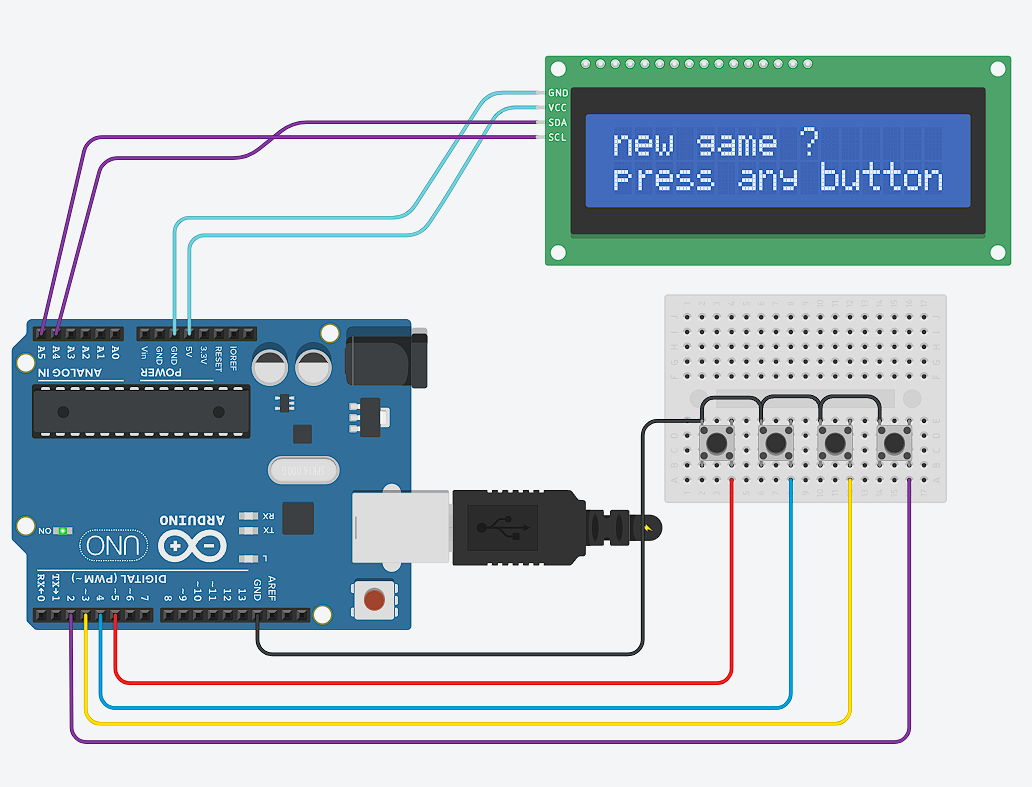 GND
VCC
SDA
SCL
new game ?
press any button
A5
A4
A3
A2
A1
A0
Vin
GND
GND
5V
3.3V
RESET
IOREF
ANALOG IN
POWER
ON
UNO
ARDUINO
RX
TX
L
DIGITAL (PWM ~)
RX←0
TX→1
2
~3
4
~5
~6
7
8
~9
~10
~11
12
13
GND
AREF